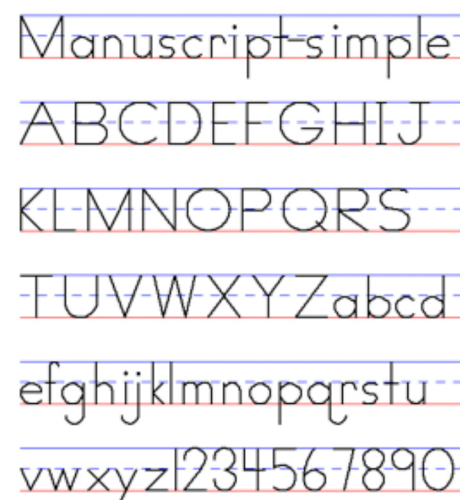 Manuscript-simple
ABCDEFGHIJ
KLMNOPQRS
TUVWXYZabcd
efghijklmnopqrstu
vwxyz1234567890